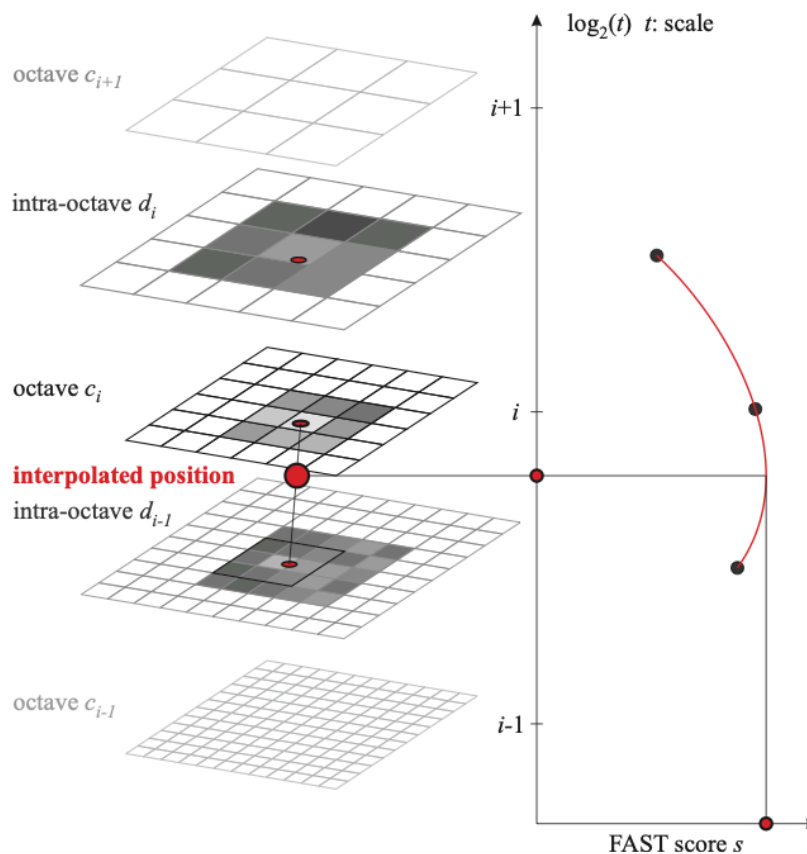 log₂(t) t: scale
octave cᵢ₊₁
i+1
intra-octave dᵢ
octave cᵢ
i
interpolated position
intra-octave dᵢ₋₁
octave cᵢ₋₁
i-1
FAST score s